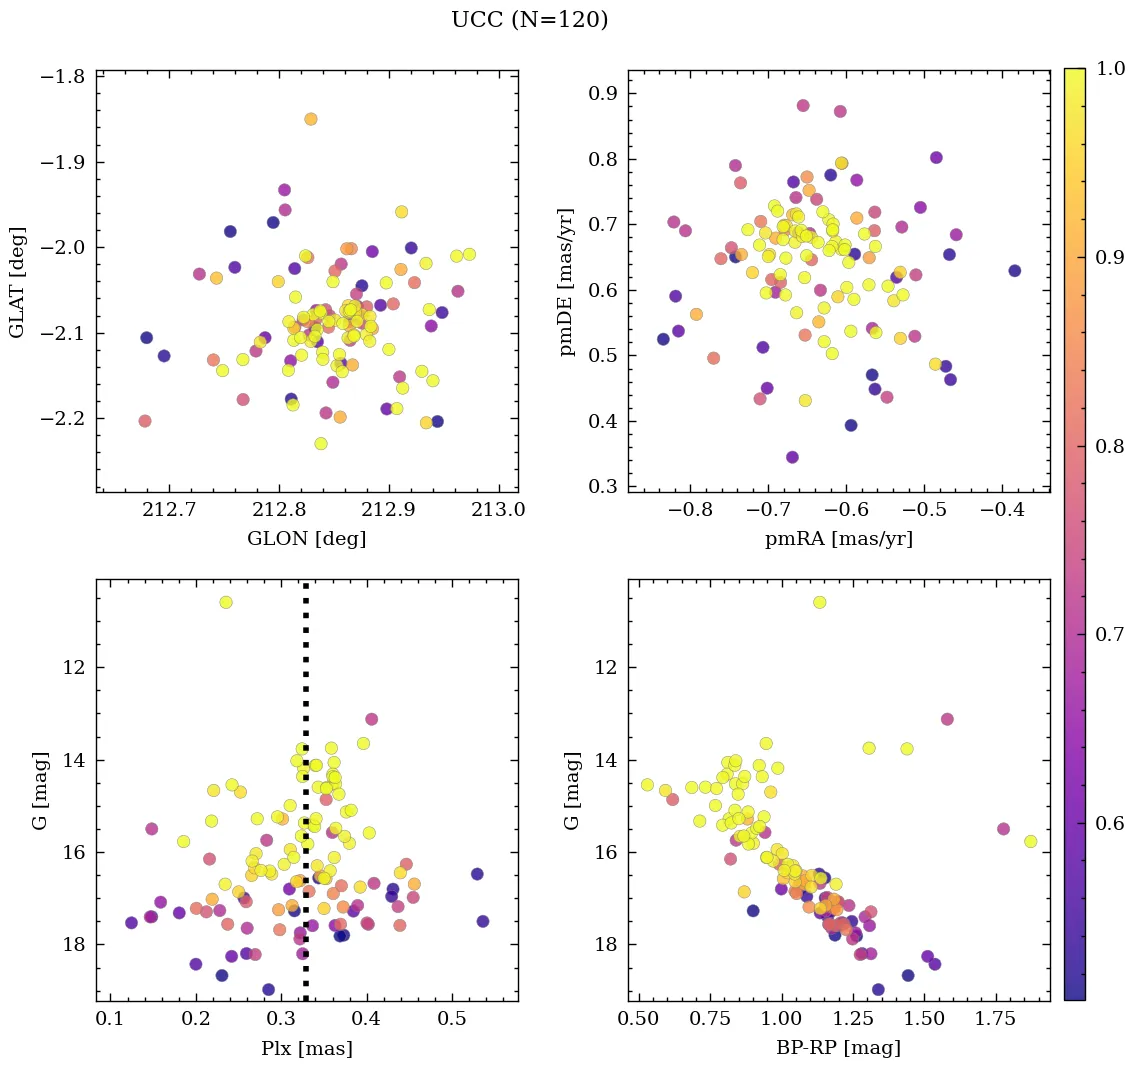 UCC (N=120)
−1.8
−1.9
−2.0
−2.1
−2.2
GLAT [deg]
212.7 212.8 212.9 213.0
GLON [deg]
0.9
0.8
0.7
0.6
0.5
0.4
0.3
pmDE [mas/yr]
−0.8 −0.7 −0.6 −0.5 −0.4
pmRA [mas/yr]
12
14
16
18
G [mag]
0.1 0.2 0.3 0.4 0.5
Plx [mas]
12
14
16
18
G [mag]
0.50 0.75 1.00 1.25 1.50 1.75
BP-RP [mag]
1.0
0.9
0.8
0.7
0.6